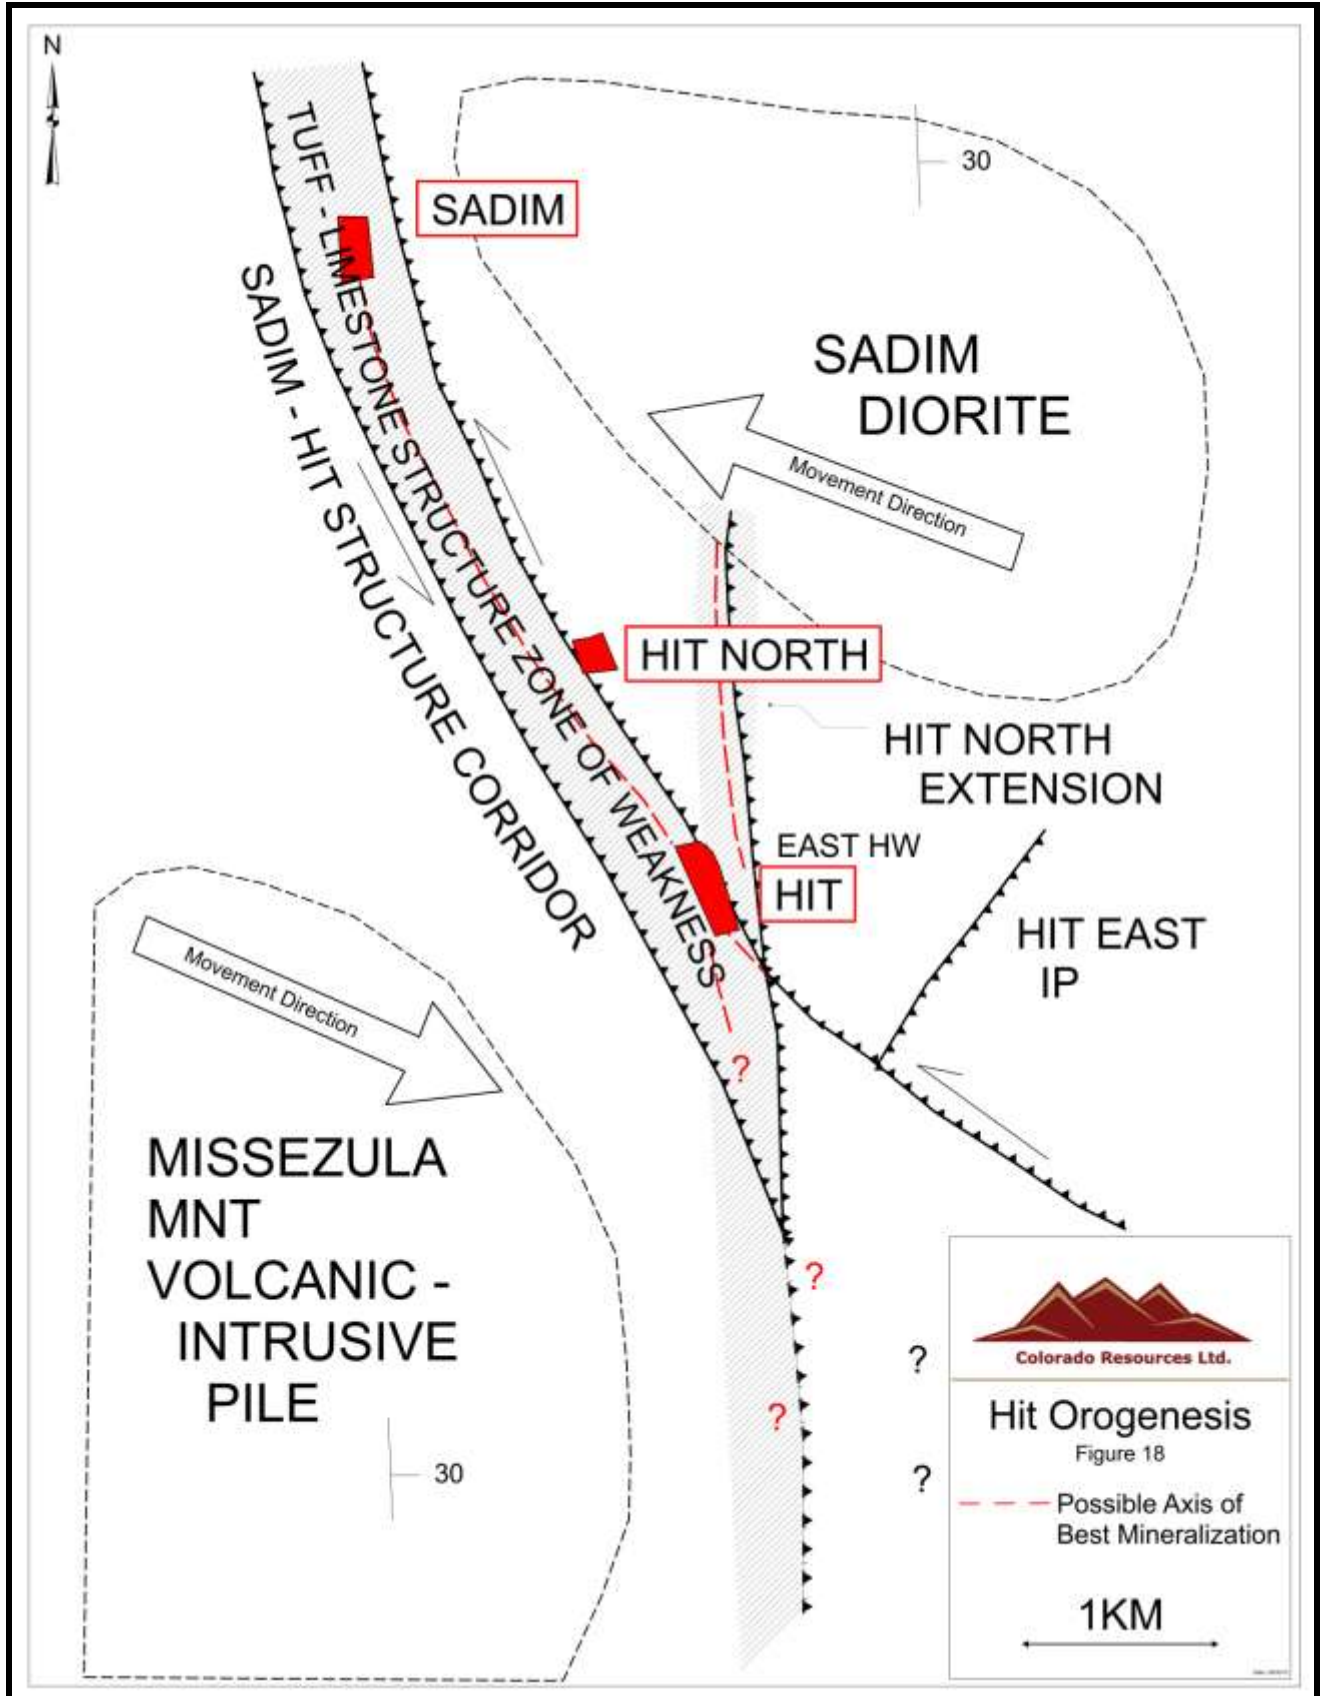 N
TUFF - LIMESTONE STRUCTURE ZONE OF WEAKNESS
SADIM - HIT STRUCTURE CORRIDOR
SADIM
30
SADIM
DIORITE
Movement Direction
HIT NORTH
HIT NORTH
EXTENSION
EAST HW
HIT
HIT EAST
IP
Movement Direction
?
MISSEZULA
MNT
VOLCANIC -
INTRUSIVE
PILE
30
?
?
?
?
Colorado Resources Ltd.
Hit Orogenesis
Figure 18
Possible Axis of
Best Mineralization
1KM